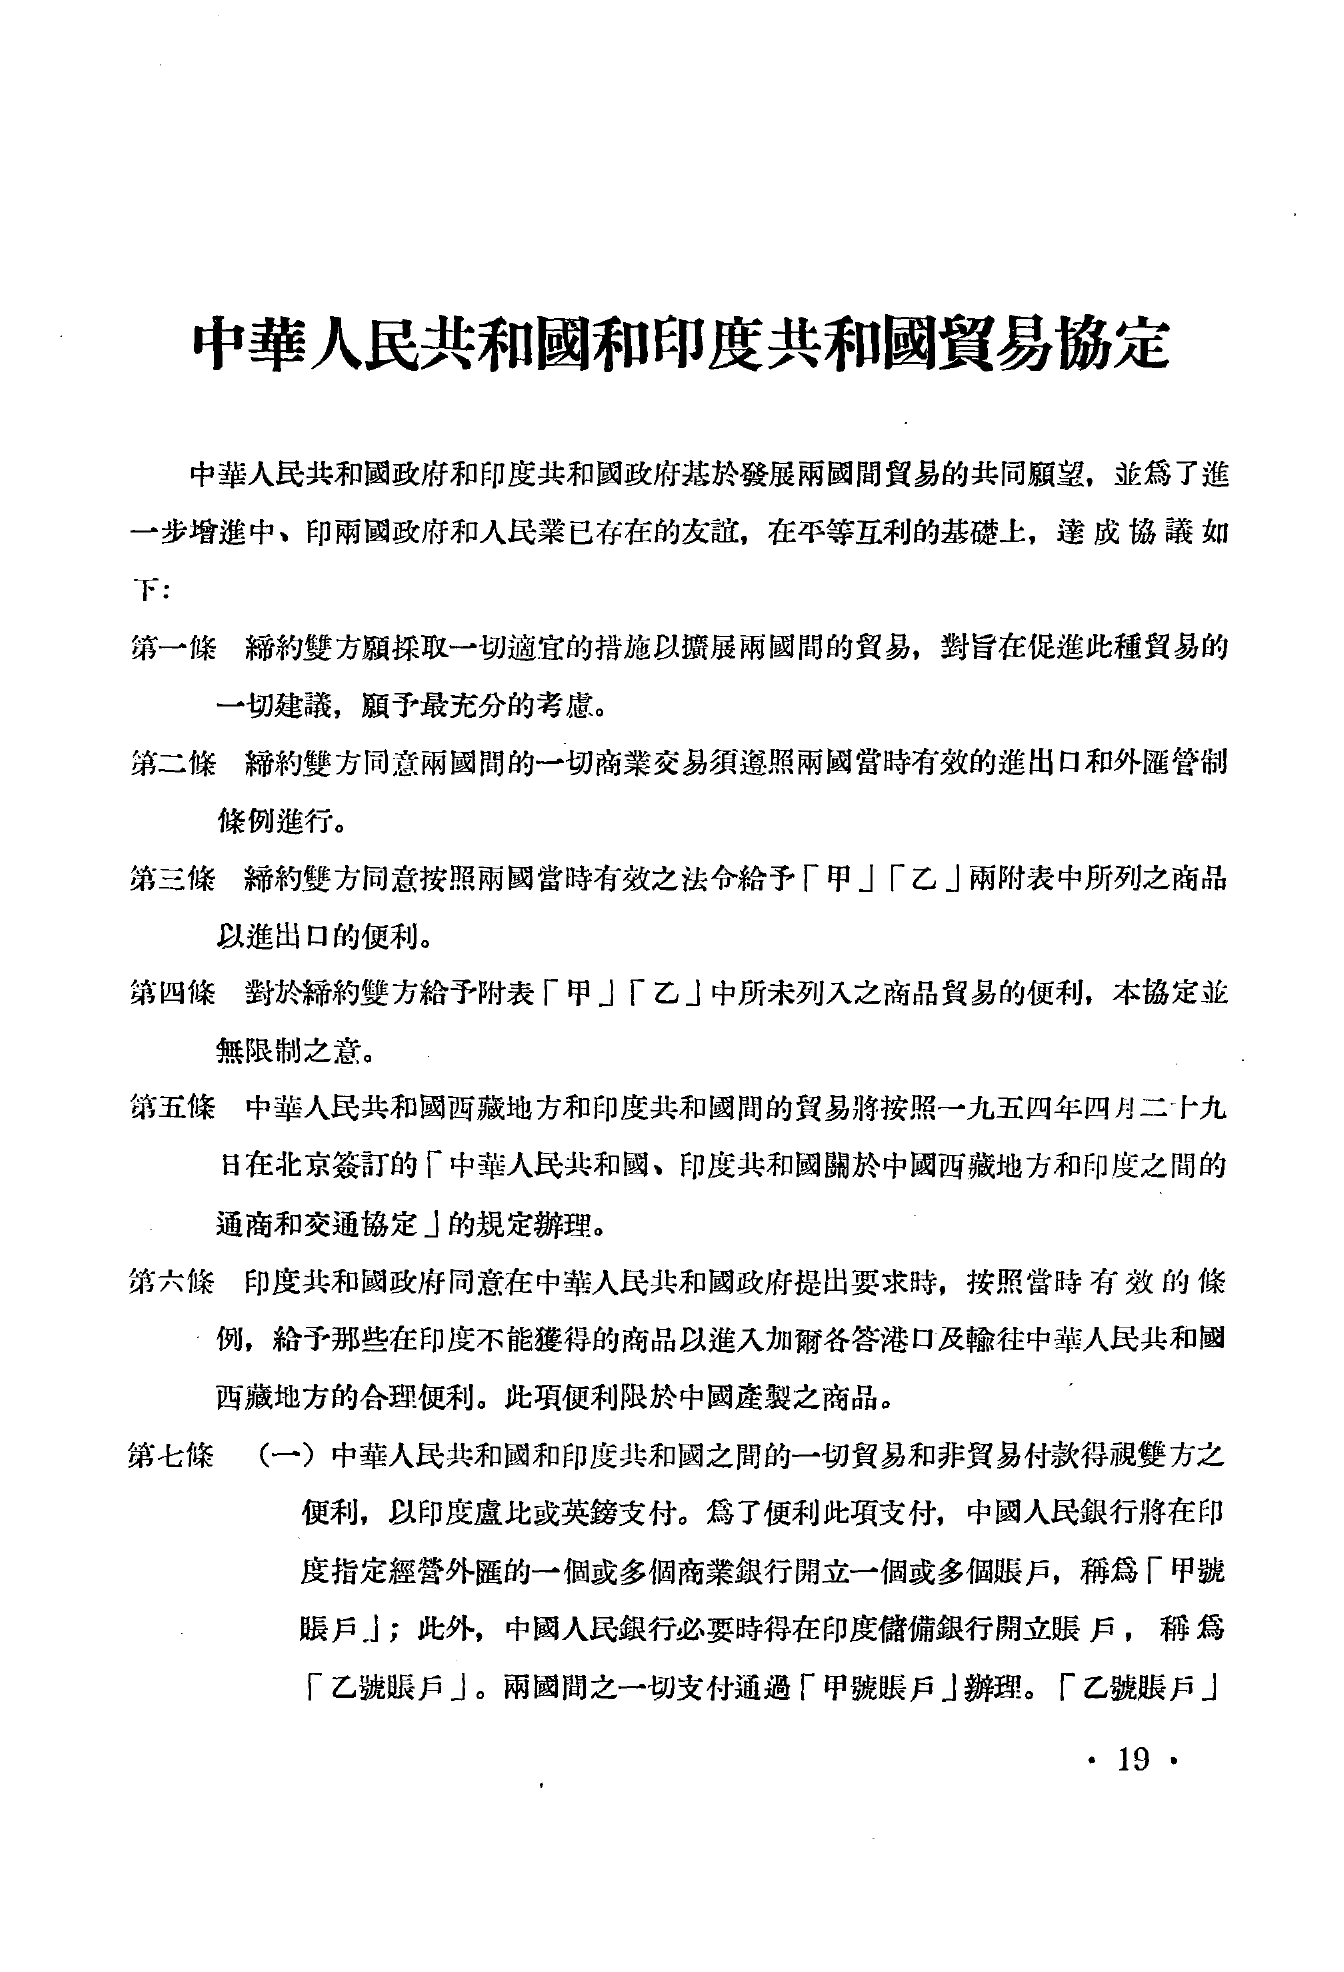 中華人民共和國和印度共和國貿易協定
中華人民共和國政府和印度共和國政府基於發展兩國間貿易的共同願望，並爲了進
一步增進中、印兩國政府和人民業已存在的友誼，在平等互利的基礎上，達成協議如
下：
第一條　締約雙方願採取一切適宜的措施以擴展兩國間的貿易，對旨在促進此種貿易的
一切建議，願予最充分的考慮。
第二條　締約雙方同意兩國間的一切商業交易須遵照兩國當時有效的進出口和外匯管制
條例進行。
第三條　締約雙方同意按照兩國當時有效之法令給予「甲」「乙」兩附表中所列之商品
以進出口的便利。
第四條　對於締約雙方給予附表「甲」「乙」中所未列入之商品貿易的便利，本協定並
無限制之意。
第五條　中華人民共和國西藏地方和印度共和國間的貿易將按照一九五四年四月二十九
日在北京簽訂的「中華人民共和國、印度共和國關於中國西藏地方和印度之間的
通商和交通協定」的規定辦理。
第六條　印度共和國政府同意在中華人民共和國政府提出要求時，按照當時有效的條
例，給予那些在印度不能獲得的商品以進入加爾各答港口及輸往中華人民共和國
西藏地方的合理便利。此項便利限於中國產製之商品。
第七條　（一）中華人民共和國和印度共和國之間的一切貿易和非貿易付款得視雙方之
便利，以印度盧比或英鎊支付。爲了便利此項支付，中國人民銀行將在印
度指定經營外匯的一個或多個商業銀行開立一個或多個賬戶，稱爲「甲號
賬戶」；此外，中國人民銀行必要時得在印度儲備銀行開立賬戶，稱爲
「乙號賬戶」。兩國間之一切支付通過「甲號賬戶」辦理。「乙號賬戶」
· 19 ·